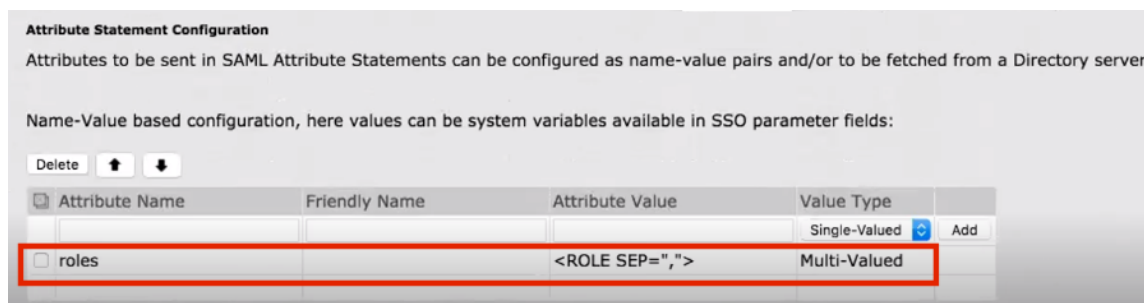 Attribute Statement Configuration
Attributes to be sent in SAML Attribute Statements can be configured as name-value pairs and/or to be fetched from a Directory server
Name-Value based configuration, here values can be system variables available in SSO parameter fields:
Delete
Attribute Name Friendly Name Attribute Value Value Type
Single-Valued Add
roles <ROLE SEP=","> Multi-Valued